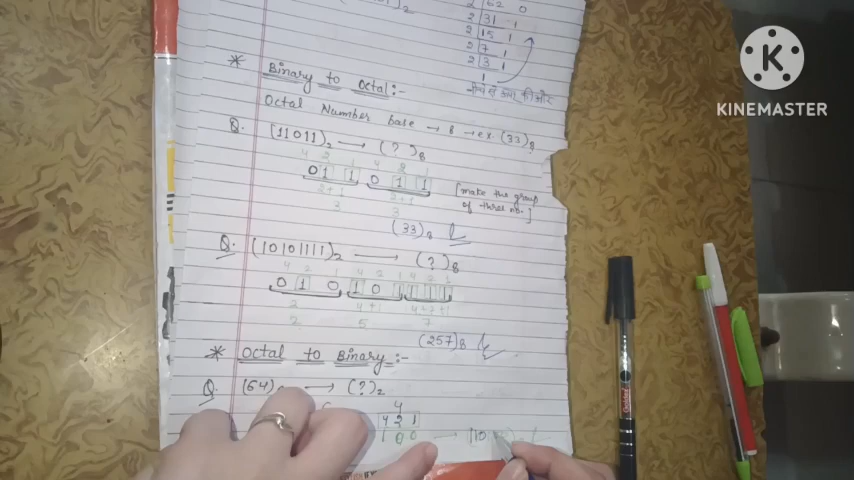 2 62 0
2 31 1
2 15 1
2 7 1
2 3 1
1
* Binary to Octal:-
Octal Number base → 8 → ex. (33)8
Q. (11011)2 → (?)8
4 2 1 4 2 1
0 1 1 0 1 1
2+1 2+1
3 3
[make the group
of three no.]
(33)8
Q. (10101111)2 → (?)8
4 2 1 4 2 1 4 2 1
0 1 0 1 0 1 1 1 1
2 4+1 4+2+1
2 5 7
(257)8
* Octal to Binary:-
Q. (64) → (?)2
4
4 2 1
1 0 0 → (10
K
KINEMASTER